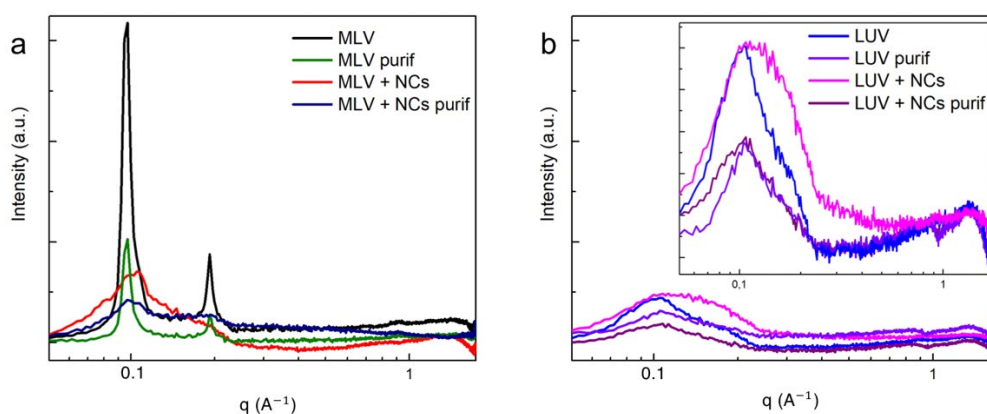 a
MLV
MLV purif
MLV + NCs
MLV + NCs purif
Intensity (a.u.)
0.1
1
q (A⁻¹)
b
LUV
LUV purif
LUV + NCs
LUV + NCs purif
Intensity (a.u.)
0.1
1
Intensity (a.u.)
0.1
1
q (A⁻¹)